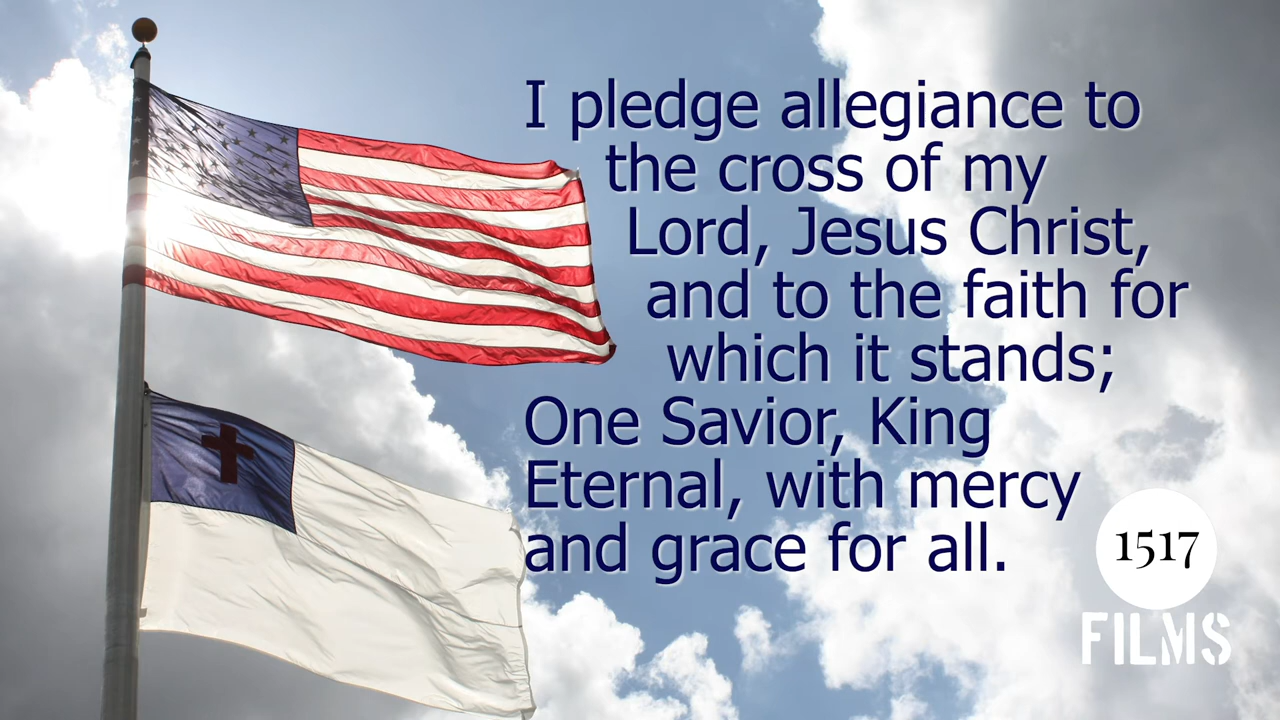 I pledge allegiance to
the cross of my
Lord, Jesus Christ,
and to the faith for
which it stands;
One Savior, King
Eternal, with mercy
and grace for all.
1517
FILMS